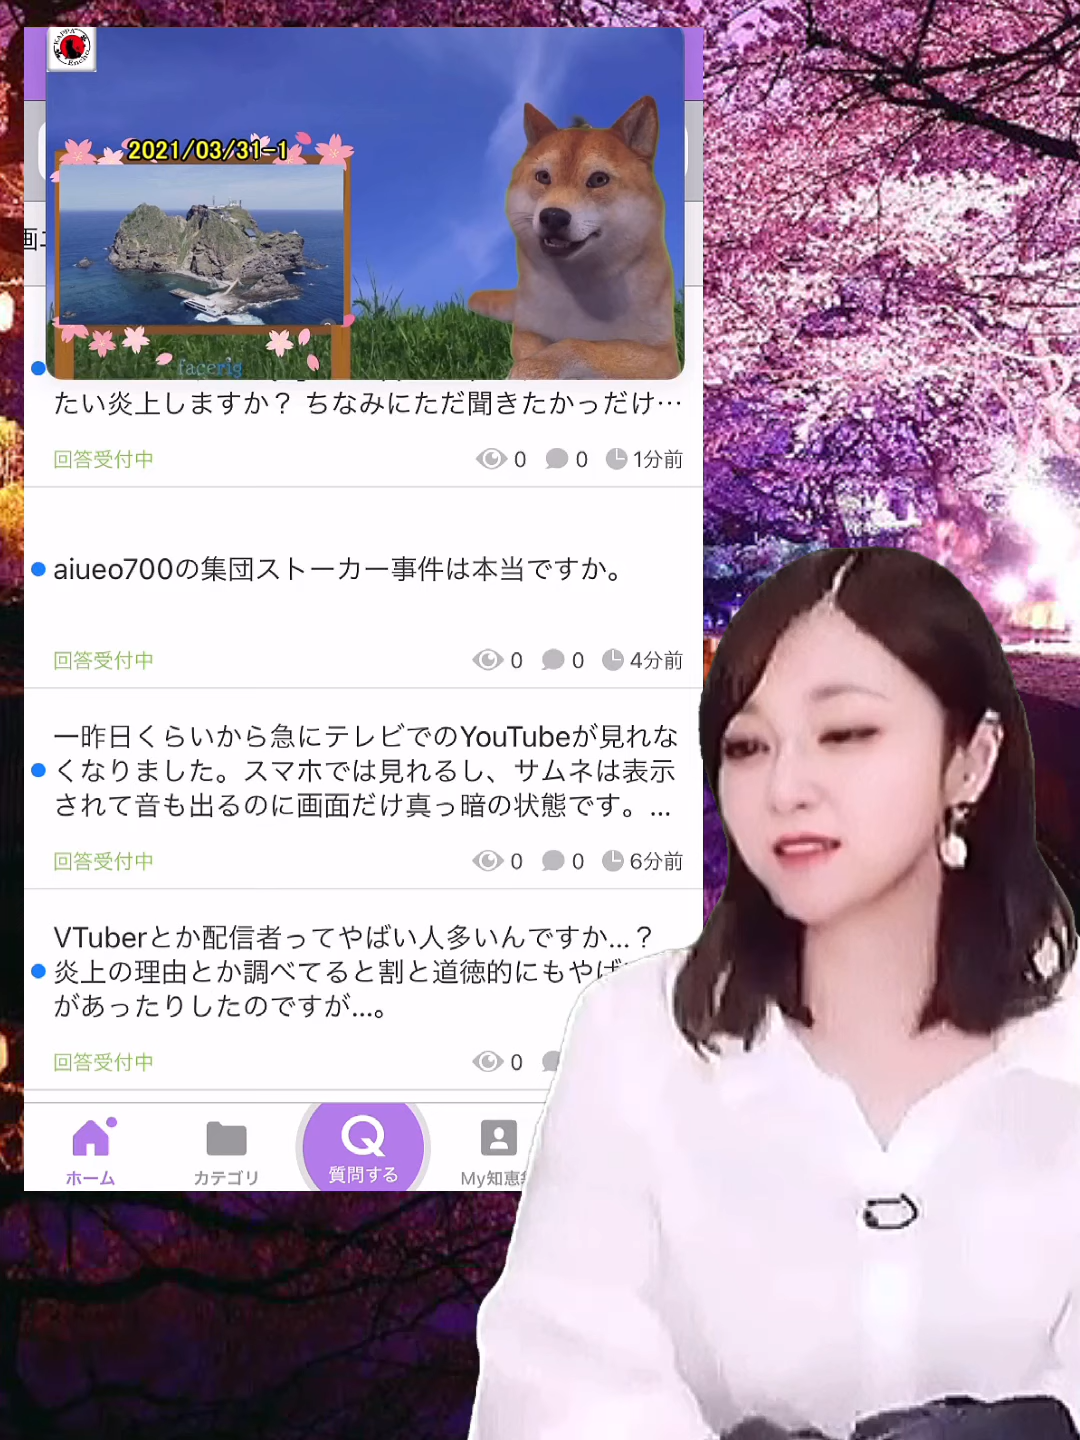 KAPPA
Encho
2021/03/31-1
facerig
たい炎上しますか？ ちなみにただ聞きたかっだけ…
回答受付中
0
0
1分前
aiueo700の集団ストーカー事件は本当ですか。
回答受付中
0
0
4分前
一昨日くらいから急にテレビでのYouTubeが見れな
くなりました。スマホでは見れるし、サムネは表示
されて音も出るのに画面だけ真っ暗の状態です。...
回答受付中
0
0
6分前
VTuberとか配信者ってやばい人多いんですか...？
炎上の理由とか調べてると割と道徳的にもやば
があったりしたのですが...。
回答受付中
0
ホーム
カテゴリ
Q
質問する
My知恵